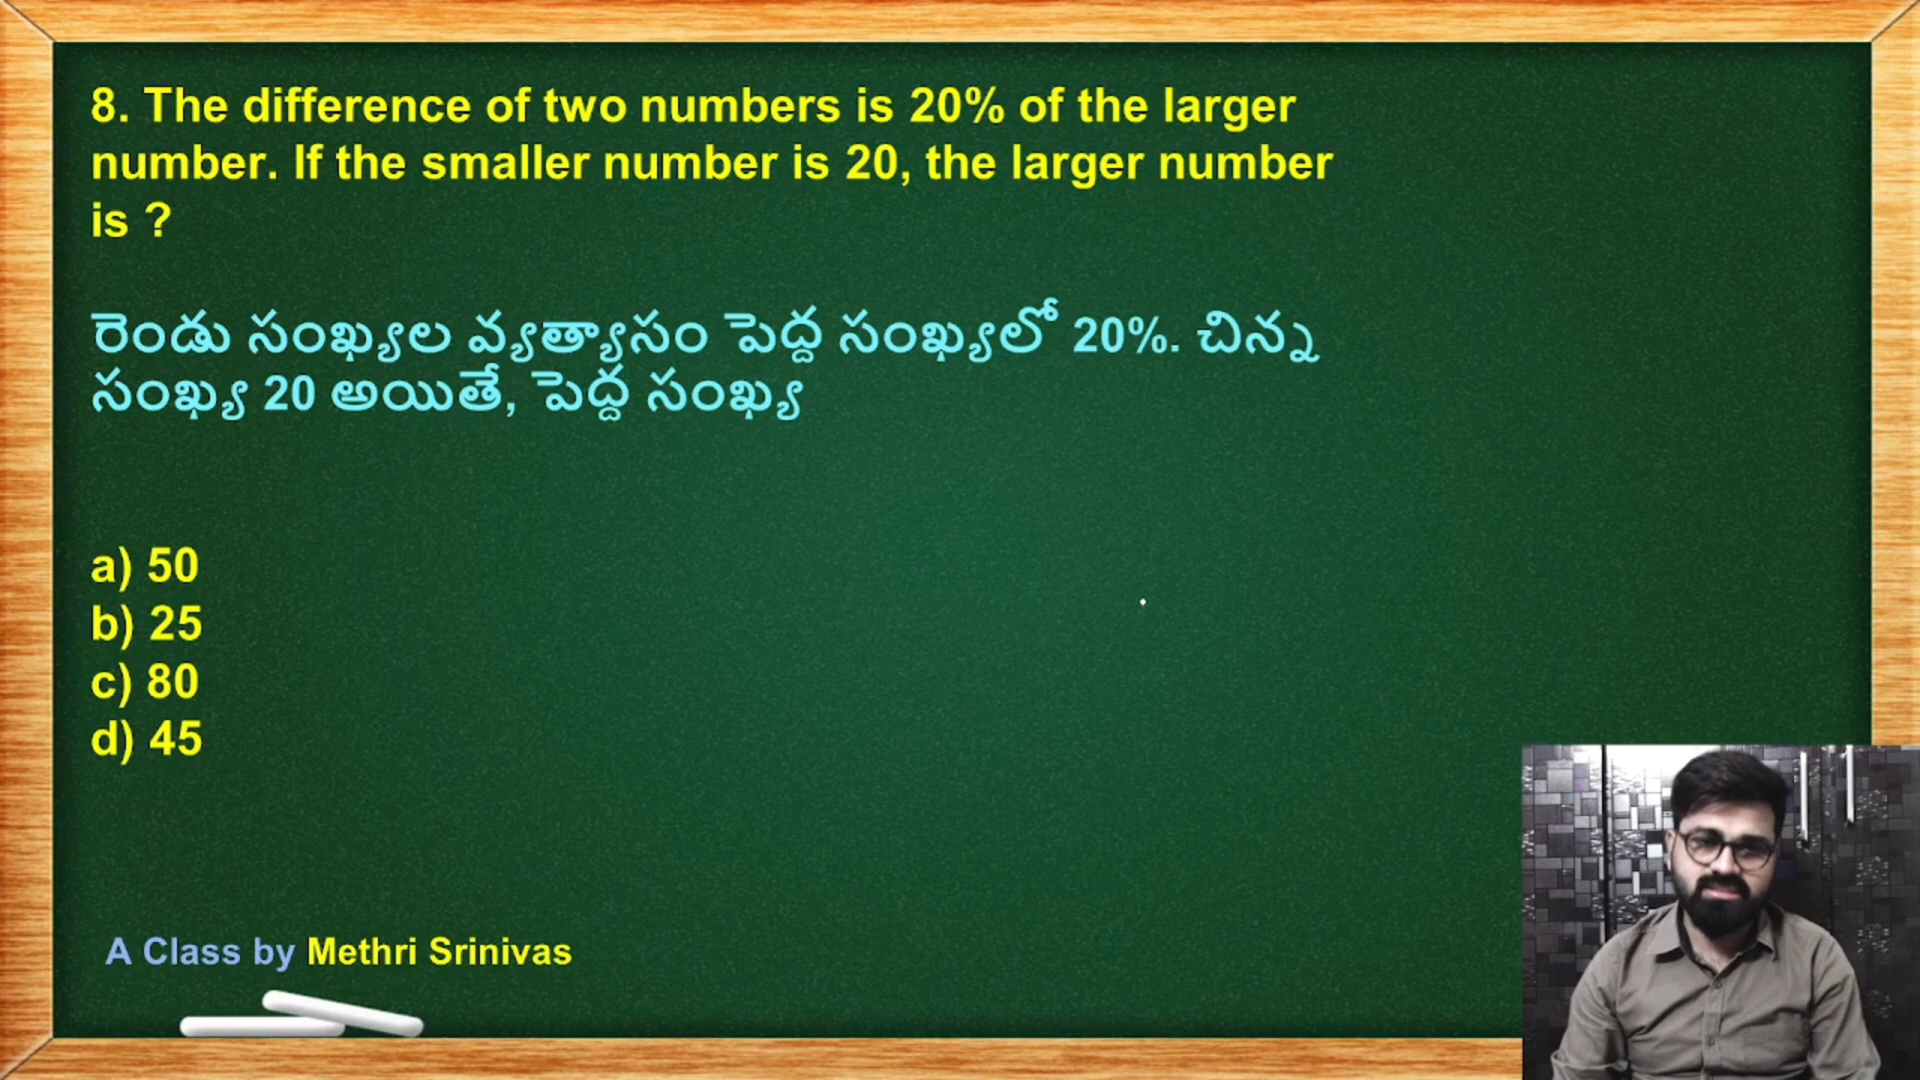 8. The difference of two numbers is 20% of the larger
number. If the smaller number is 20, the larger number
is ?
రెండు సంఖ్యల వ్యత్యాసం పెద్ద సంఖ్యలో 20%. చిన్న
సంఖ్య 20 అయితే, పెద్ద సంఖ్య
a) 50
b) 25
c) 80
d) 45
A Class by Methri Srinivas